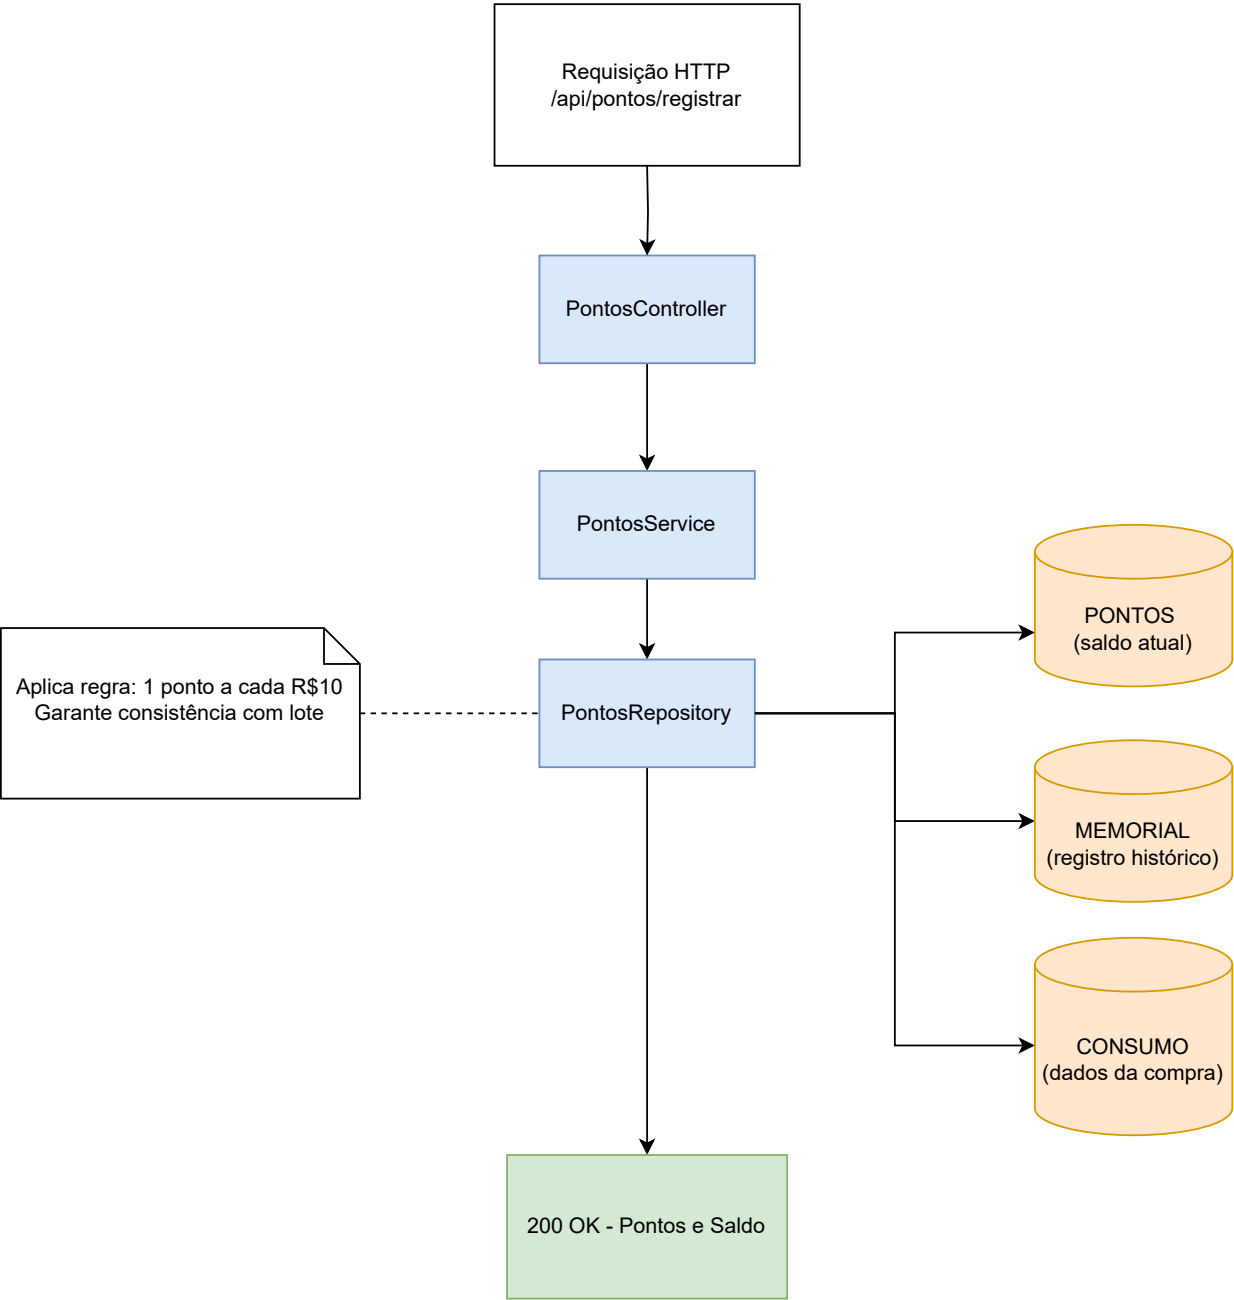 Requisição HTTP
/api/pontos/registrar
PontosController
PontosService
PONTOS
(saldo atual)
Aplica regra: 1 ponto a cada R$10
Garante consistência com lote
PontosRepository
MEMORIAL
(registro histórico)
CONSUMO
(dados da compra)
200 OK - Pontos e Saldo